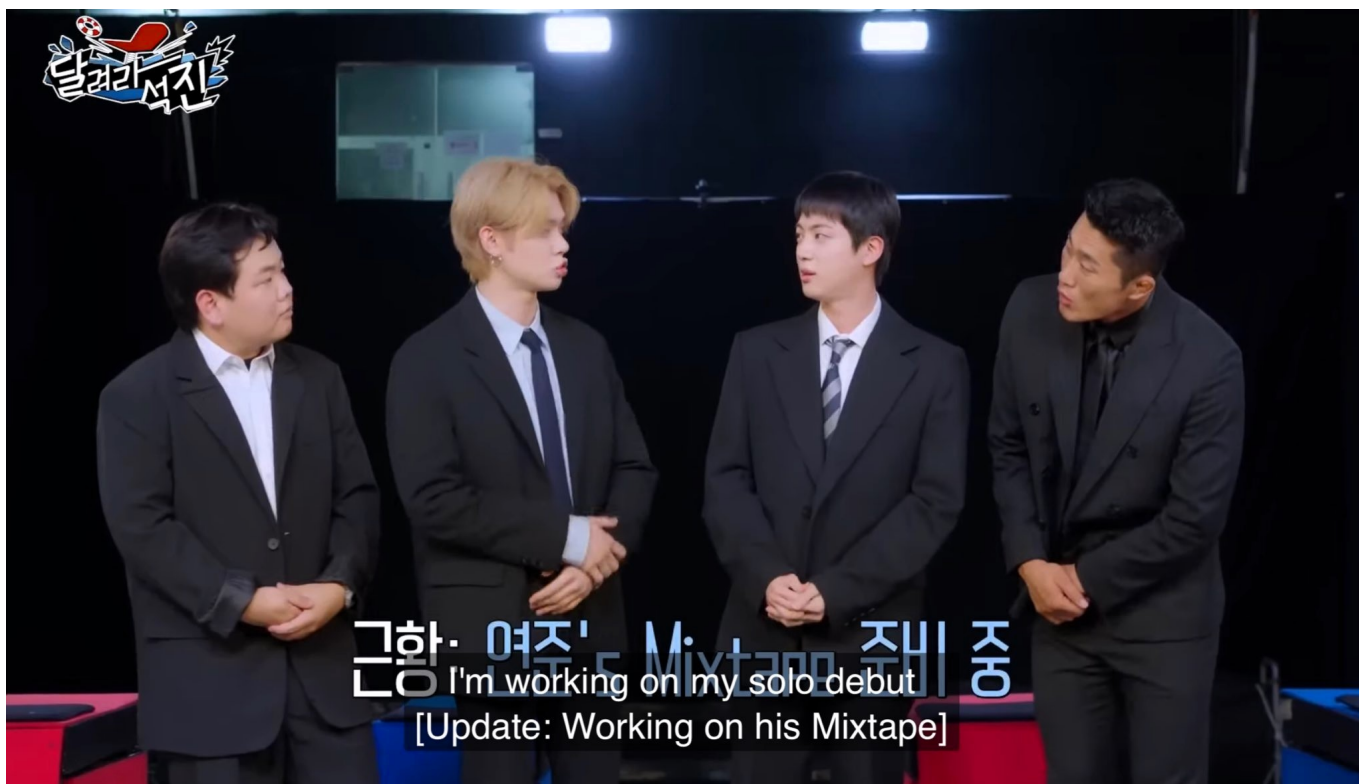 달려라
석진
근황: 연준's Mixtape 준비 중
I'm working on my solo debut
[Update: Working on his Mixtape]